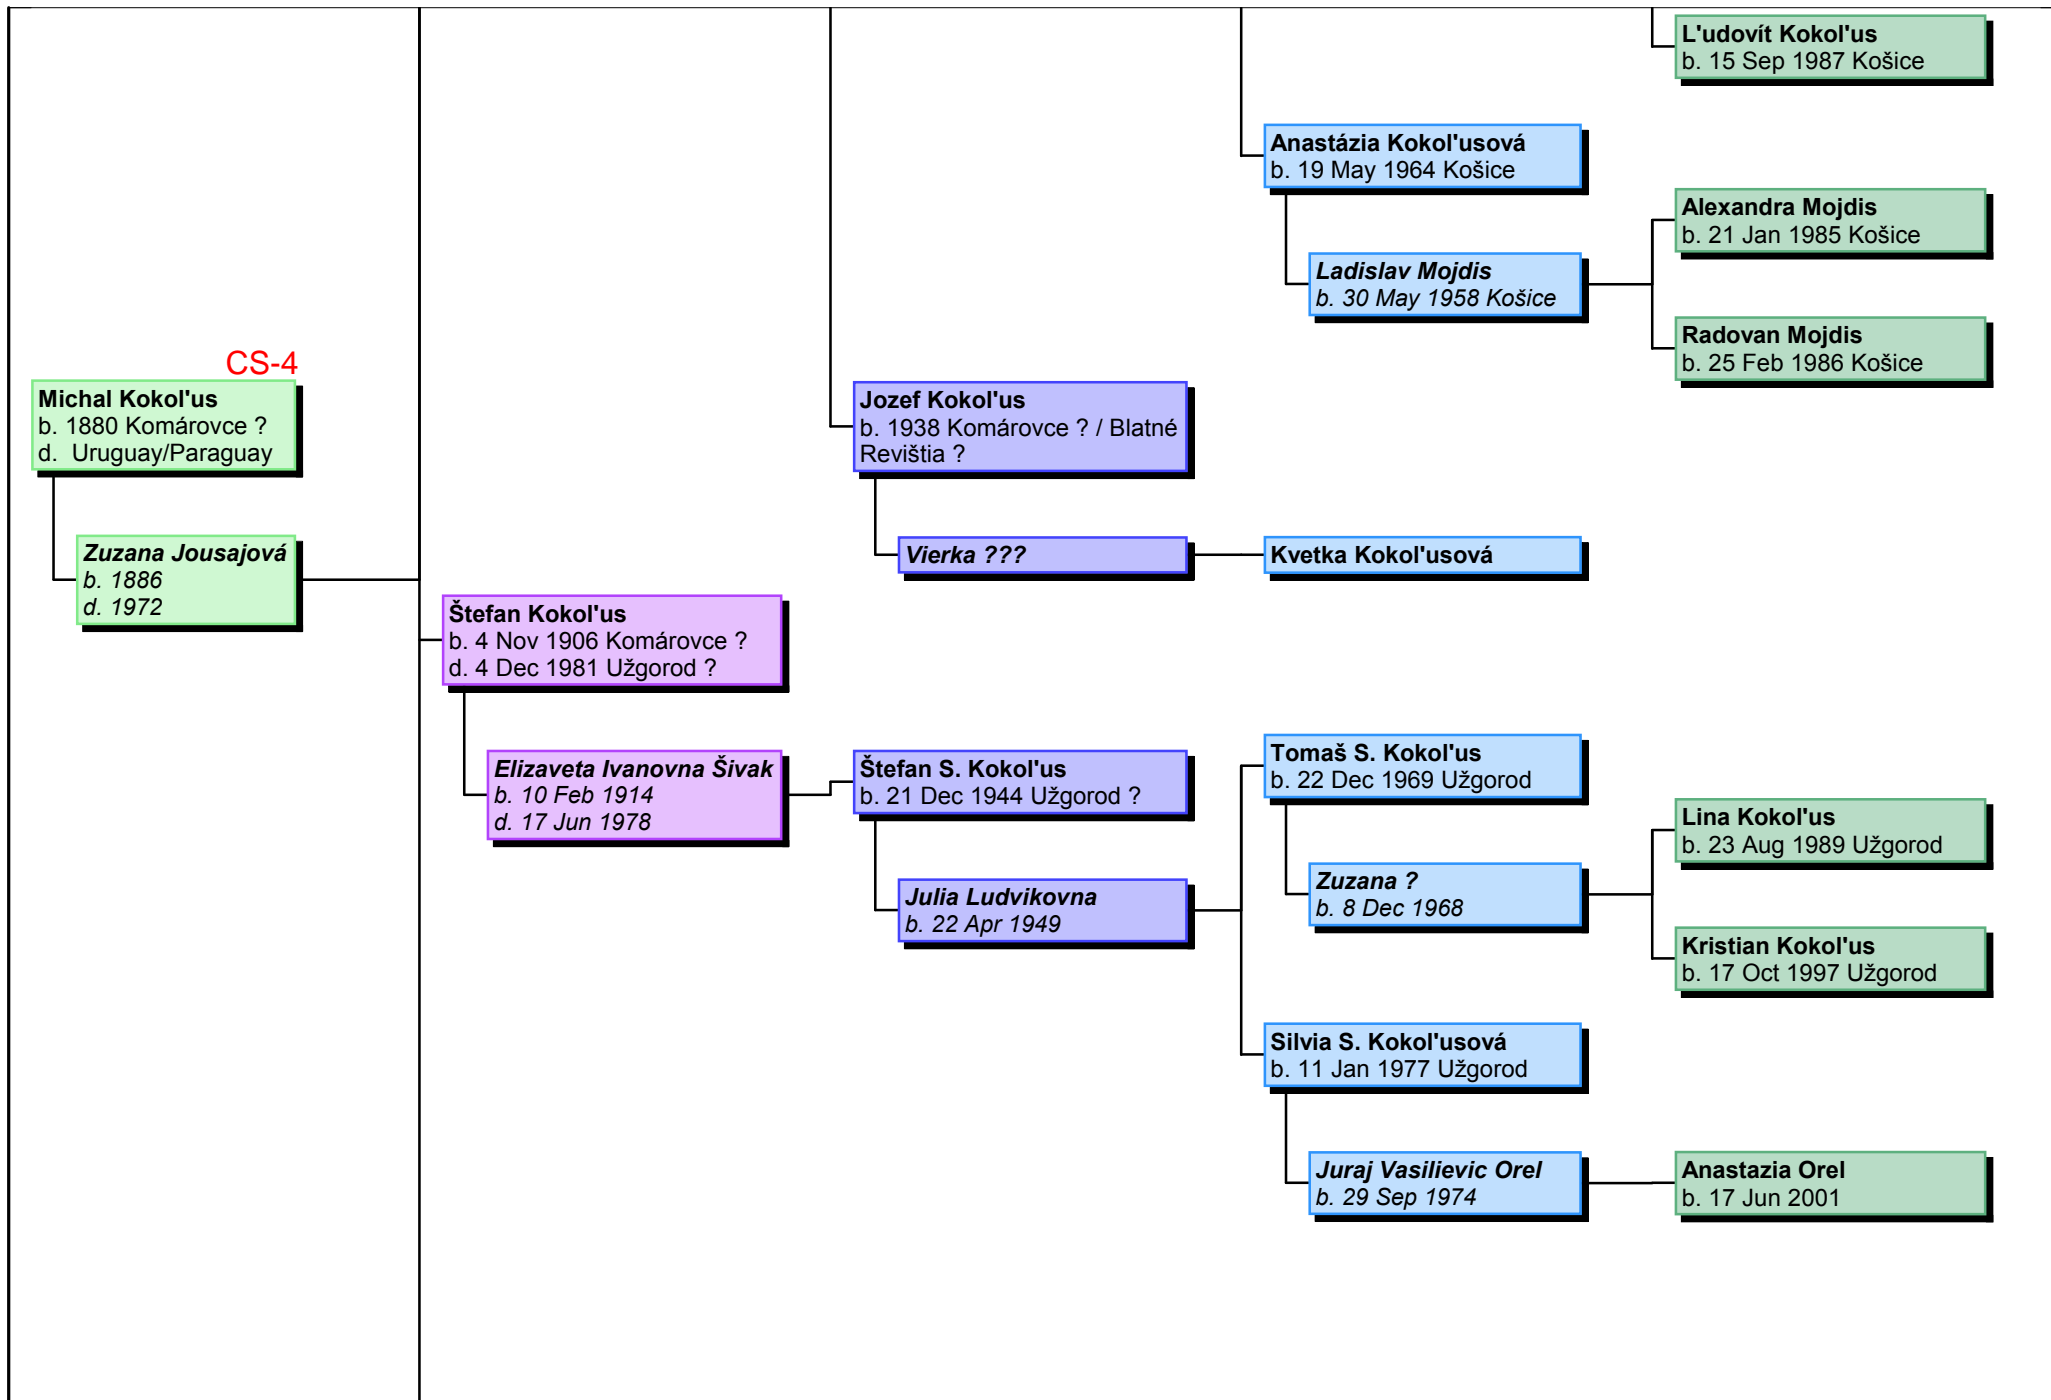 L'udovít Kokol'us
b. 15 Sep 1987 Košice
Anastázia Kokol'usová
b. 19 May 1964 Košice
Alexandra Mojdis
b. 21 Jan 1985 Košice
Ladislav Mojdis
b. 30 May 1958 Košice
Radovan Mojdis
b. 25 Feb 1986 Košice
CS-4
Michal Kokol'us
b. 1880 Komárovce ?
d.  Uruguay/Paraguay
Jozef Kokol'us
b. 1938 Komárovce ? / Blatné
Revištia ?
Zuzana Jousajová
b. 1886
d. 1972
Vierka ???
Kvetka Kokol'usová
Štefan Kokol'us
b. 4 Nov 1906 Komárovce ?
d. 4 Dec 1981 Užgorod ?
Elizaveta Ivanovna Šivak
b. 10 Feb 1914
d. 17 Jun 1978
Štefan S. Kokol'us
b. 21 Dec 1944 Užgorod ?
Tomaš S. Kokol'us
b. 22 Dec 1969 Užgorod
Lina Kokol'us
b. 23 Aug 1989 Užgorod
Julia Ludvikovna
b. 22 Apr 1949
Zuzana ?
b. 8 Dec 1968
Kristian Kokol'us
b. 17 Oct 1997 Užgorod
Silvia S. Kokol'usová
b. 11 Jan 1977 Užgorod
Juraj Vasilievic Orel
b. 29 Sep 1974
Anastazia Orel
b. 17 Jun 2001